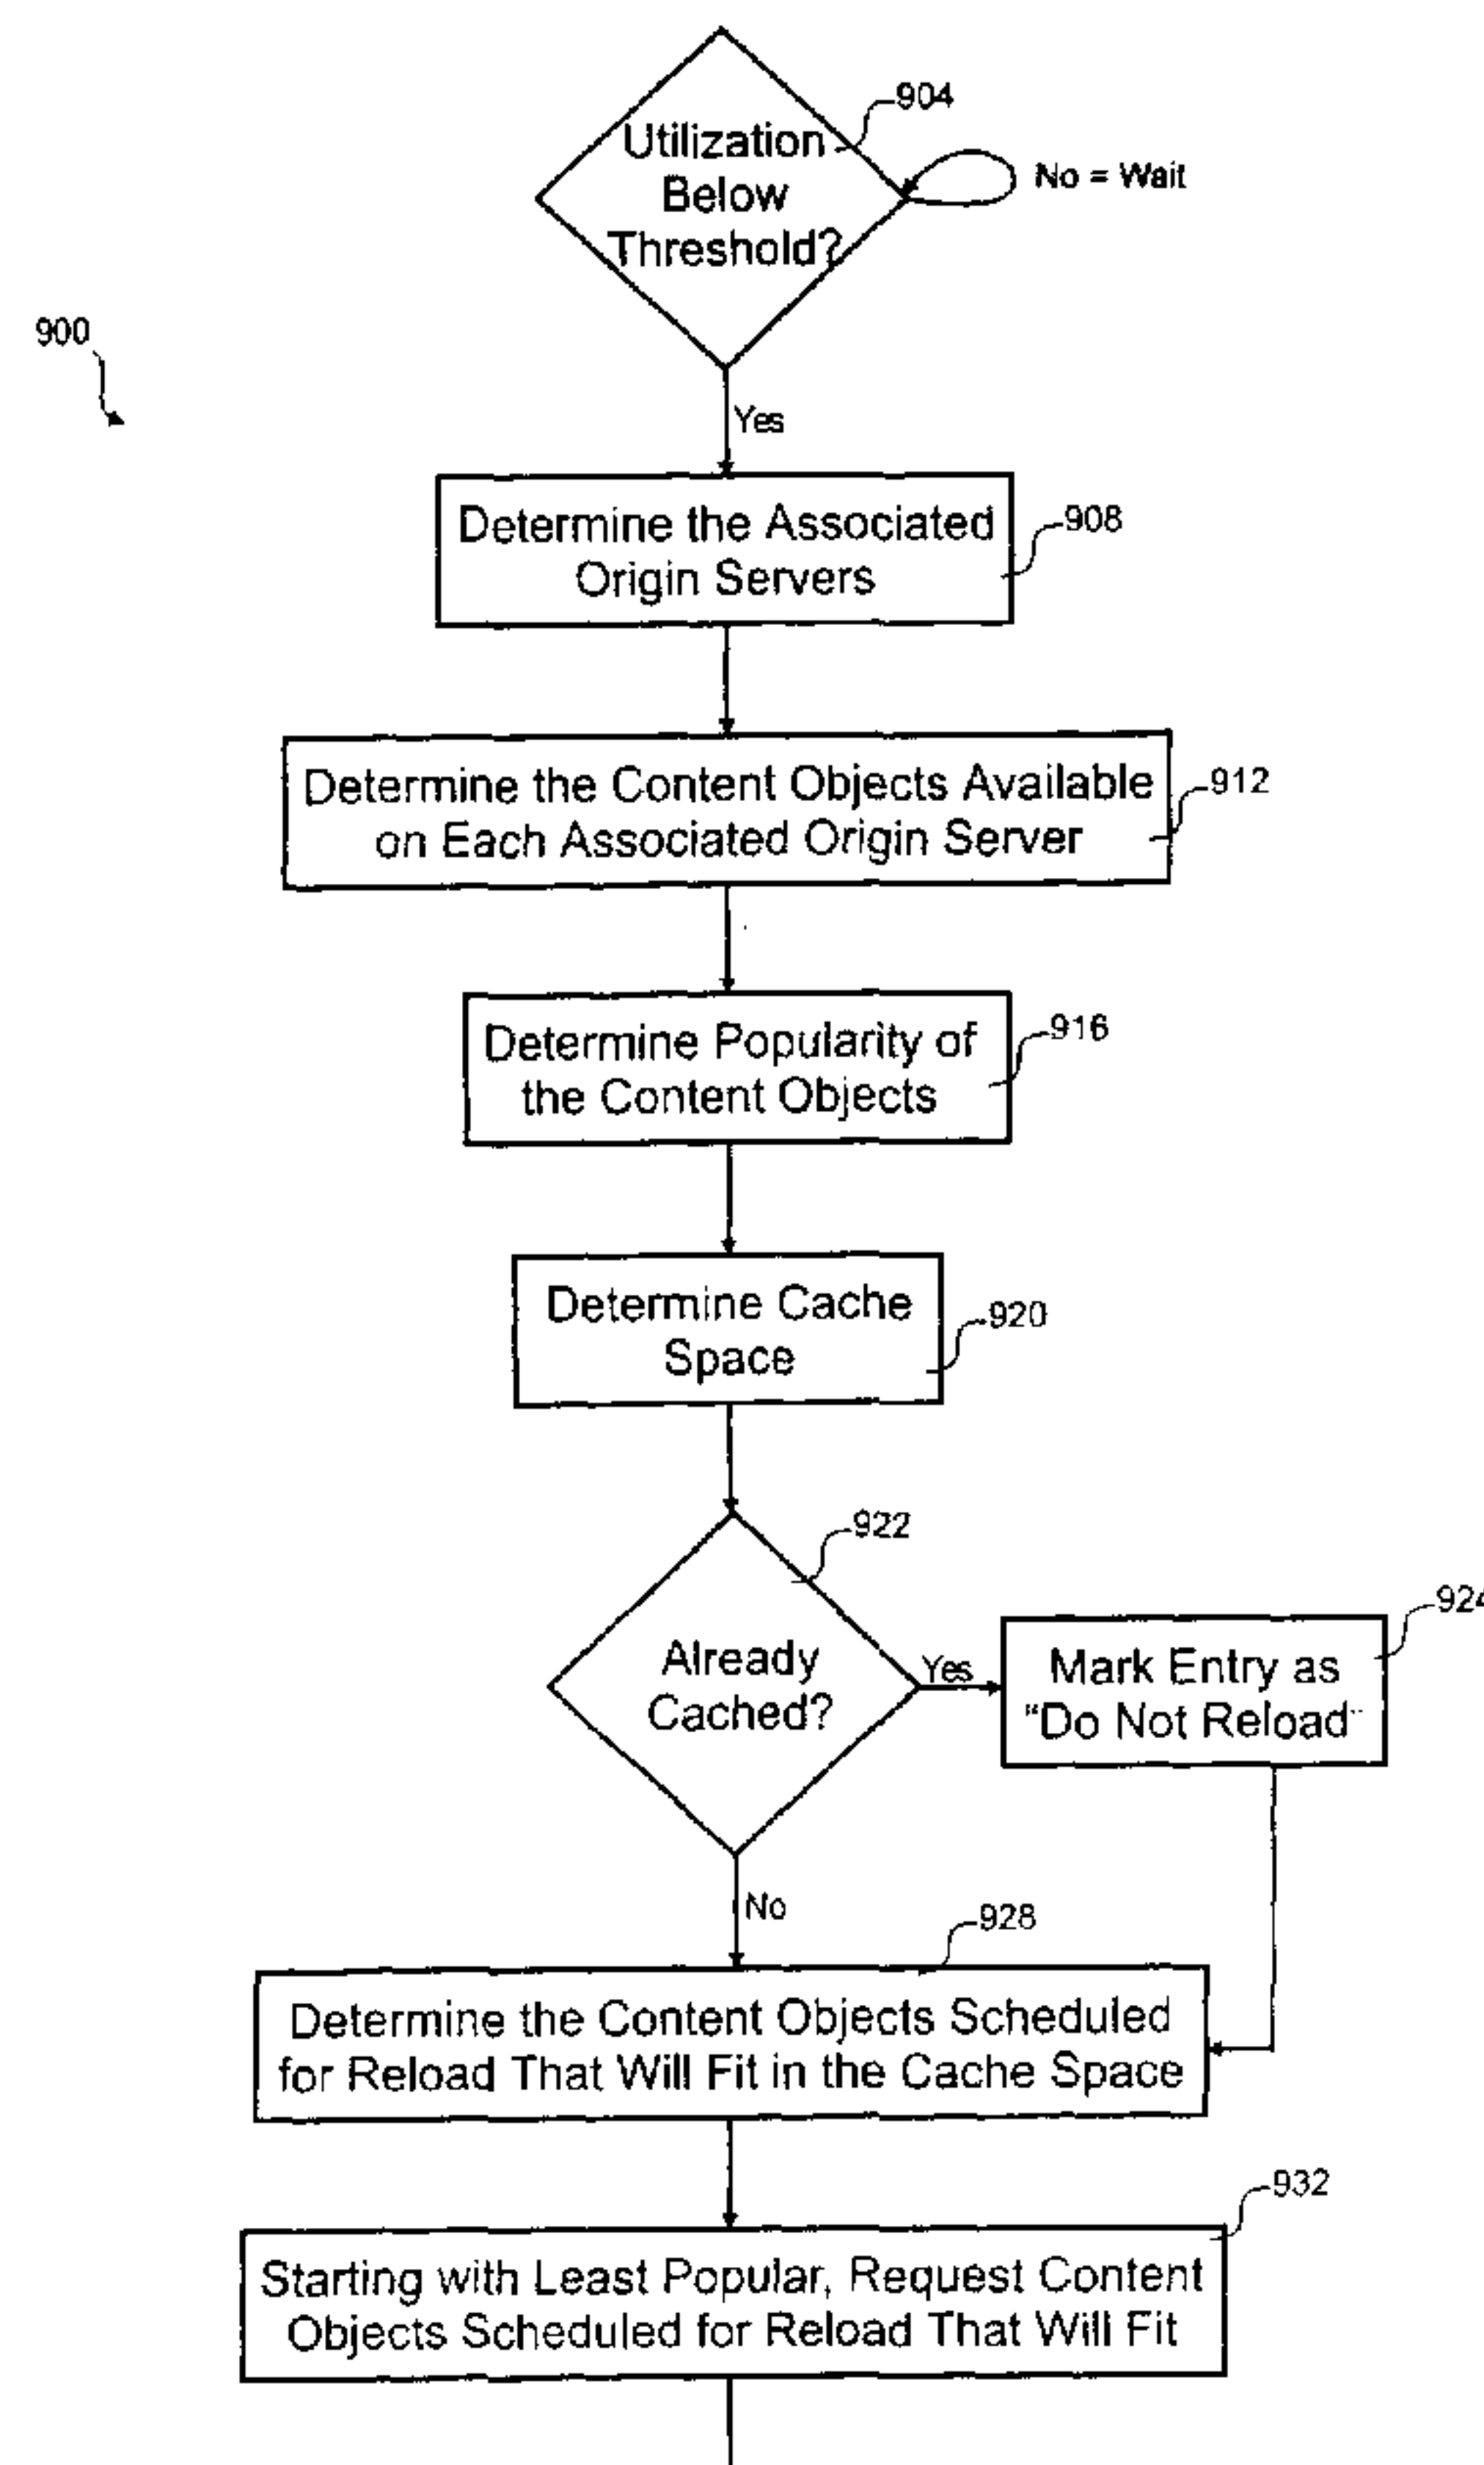 904
Utilization
Below
Threshold?
No = Wait
900
Yes
Determine the Associated
Origin Servers
908
Determine the Content Objects Available
on Each Associated Origin Server
912
Determine Popularity of
the Content Objects
916
Determine Cache
Space
920
922
Already
Cached?
Yes
924
Mark Entry as
"Do Not Reload"
No
928
Determine the Content Objects Scheduled
for Reload That Will Fit in the Cache Space
932
Starting with Least Popular, Request Content
Objects Scheduled for Reload That Will Fit